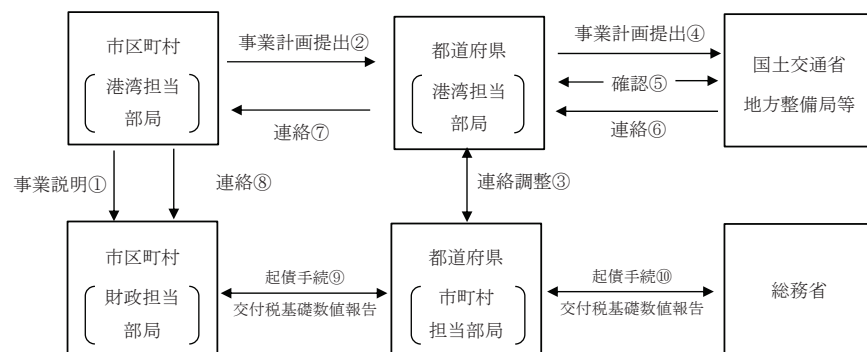 市区町村
港湾担当
部局
事業計画提出②
連絡⑦
都道府県
港湾担当
部局
事業計画提出④
確認⑤
連絡⑥
国土交通省
地方整備局等
事業説明①
連絡⑧
連絡調整③
市区町村
財政担当
部局
起債手続⑨
交付税基礎数値報告
都道府県
市町村
担当部局
起債手続⑩
交付税基礎数値報告
総務省